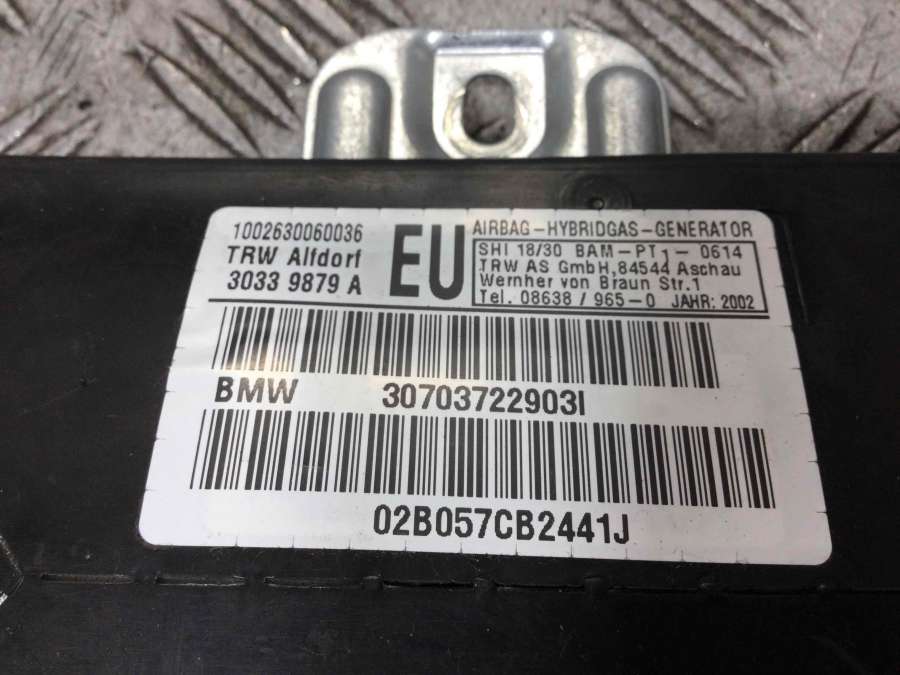 1002630060036
TRW Alfdorf
3033 9879 A
EU
AIRBAG-HYBRIDGAS-GENERATOR
SHI 18/30 BAM-PT1-0614
TRW AS GmbH,84544 Aschau
Wernher von Braun Str.1
Tel. 08638 / 965-0 JAHR: 2002
BMW 30703722903I
02B057CB2441J